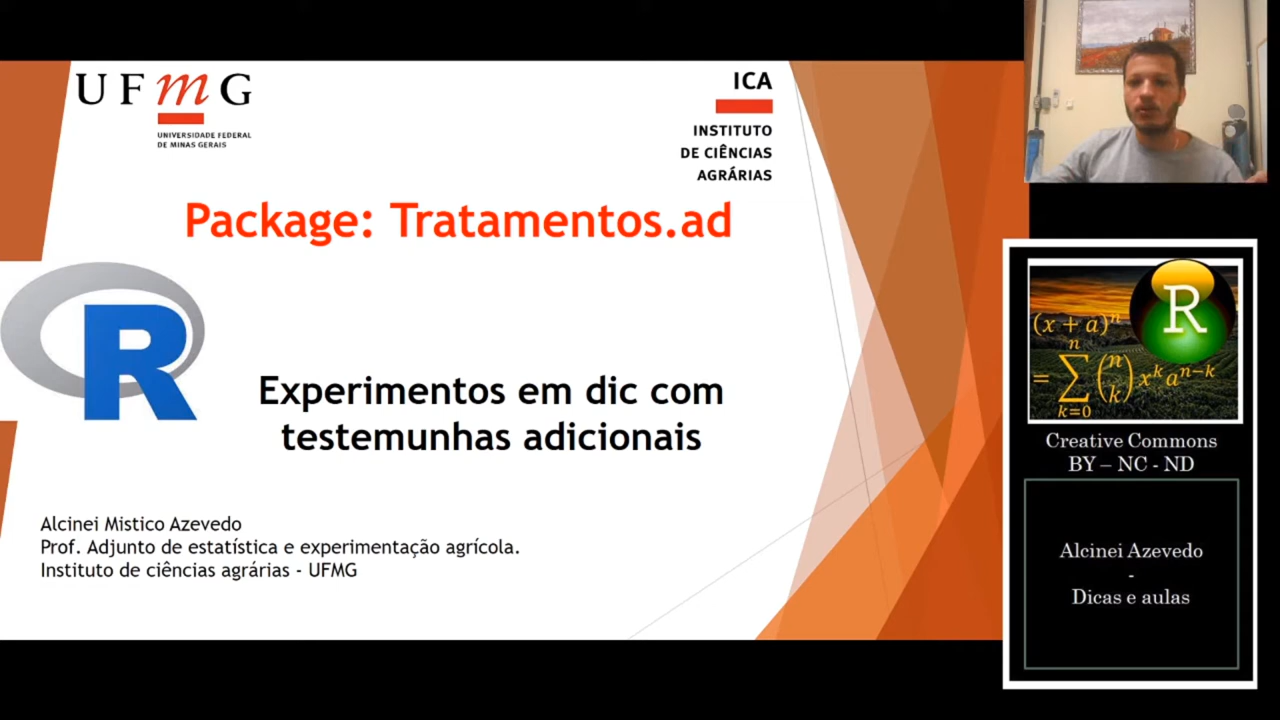 UFmG
UNIVERSIDADE FEDERAL
DE MINAS GERAIS
ICA
INSTITUTO
DE CIÊNCIAS
AGRÁRIAS
Package: Tratamentos.ad
R
Experimentos em dic com
testemunhas adicionais
Alcinei Mistico Azevedo
Prof. Adjunto de estatística e experimentação agrícola.
Instituto de ciências agrárias - UFMG
R
(x + a)^n
= ∑_{k=0}^{n} (n k) x^k a^{n-k}
Creative Commons
BY – NC - ND
Alcinei Azevedo
-
Dicas e aulas